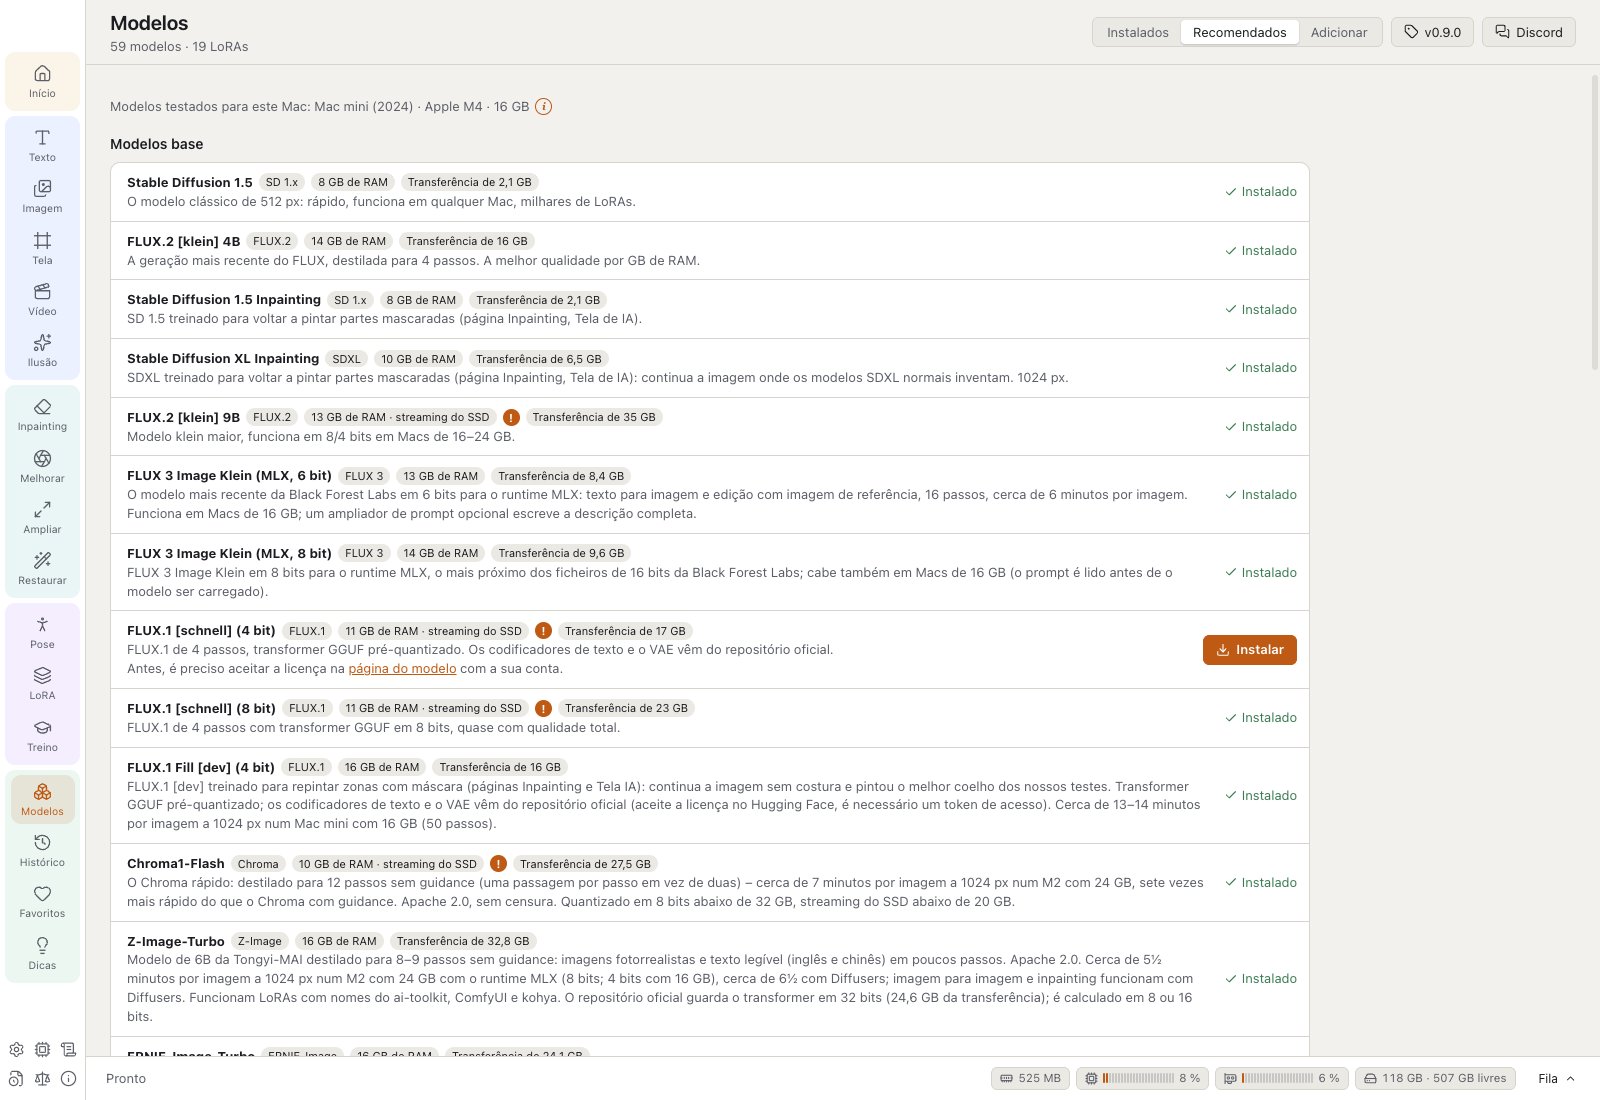 Modelos
59 modelos · 19 LoRAs
Instalados
Recomendados
Adicionar
v0.9.0
Discord
Início
Texto
Imagem
Tela
Vídeo
Ilusão
Inpainting
Melhorar
Ampliar
Restaurar
Pose
LoRA
Treino
Modelos
Histórico
Favoritos
Dicas
Modelos testados para este Mac: Mac mini (2024) · Apple M4 · 16 GB
Modelos base
Stable Diffusion 1.5 SD 1.x 8 GB de RAM Transferência de 2,1 GB
O modelo clássico de 512 px: rápido, funciona em qualquer Mac, milhares de LoRAs.
Instalado
FLUX.2 [klein] 4B FLUX.2 14 GB de RAM Transferência de 16 GB
A geração mais recente do FLUX, destilada para 4 passos. A melhor qualidade por GB de RAM.
Instalado
Stable Diffusion 1.5 Inpainting SD 1.x 8 GB de RAM Transferência de 2,1 GB
SD 1.5 treinado para voltar a pintar partes mascaradas (página Inpainting, Tela de IA).
Instalado
Stable Diffusion XL Inpainting SDXL 10 GB de RAM Transferência de 6,5 GB
SDXL treinado para voltar a pintar partes mascaradas (página Inpainting, Tela de IA): continua a imagem onde os modelos SDXL normais inventam. 1024 px.
Instalado
FLUX.2 [klein] 9B FLUX.2 13 GB de RAM · streaming do SSD ! Transferência de 35 GB
Modelo klein maior, funciona em 8/4 bits em Macs de 16–24 GB.
Instalado
FLUX 3 Image Klein (MLX, 6 bit) FLUX 3 13 GB de RAM Transferência de 8,4 GB
O modelo mais recente da Black Forest Labs em 6 bits para o runtime MLX: texto para imagem e edição com imagem de referência, 16 passos, cerca de 6 minutos por imagem.
Funciona em Macs de 16 GB; um ampliador de prompt opcional escreve a descrição completa.
Instalado
FLUX 3 Image Klein (MLX, 8 bit) FLUX 3 14 GB de RAM Transferência de 9,6 GB
FLUX 3 Image Klein em 8 bits para o runtime MLX, o mais próximo dos ficheiros de 16 bits da Black Forest Labs; cabe também em Macs de 16 GB (o prompt é lido antes de o
modelo ser carregado).
Instalado
FLUX.1 [schnell] (4 bit) FLUX.1 11 GB de RAM · streaming do SSD ! Transferência de 17 GB
FLUX.1 de 4 passos, transformer GGUF pré-quantizado. Os codificadores de texto e o VAE vêm do repositório oficial.
Antes, é preciso aceitar a licença na página do modelo com a sua conta.
Instalar
FLUX.1 [schnell] (8 bit) FLUX.1 11 GB de RAM · streaming do SSD ! Transferência de 23 GB
FLUX.1 de 4 passos com transformer GGUF em 8 bits, quase com qualidade total.
Instalado
FLUX.1 Fill [dev] (4 bit) FLUX.1 16 GB de RAM Transferência de 16 GB
FLUX.1 [dev] treinado para repintar zonas com máscara (páginas Inpainting e Tela IA): continua a imagem sem costura e pintou o melhor coelho dos nossos testes. Transformer
GGUF pré-quantizado; os codificadores de texto e o VAE vêm do repositório oficial (aceite a licença no Hugging Face, é necessário um token de acesso). Cerca de 13–14 minutos
por imagem a 1024 px num Mac mini com 16 GB (50 passos).
Instalado
Chroma1-Flash Chroma 10 GB de RAM · streaming do SSD ! Transferência de 27,5 GB
O Chroma rápido: destilado para 12 passos sem guidance (uma passagem por passo em vez de duas) – cerca de 7 minutos por imagem a 1024 px num M2 com 24 GB, sete vezes
mais rápido do que o Chroma com guidance. Apache 2.0, sem censura. Quantizado em 8 bits abaixo de 32 GB, streaming do SSD abaixo de 20 GB.
Instalado
Z-Image-Turbo Z-Image 16 GB de RAM Transferência de 32,8 GB
Modelo de 6B da Tongyi-MAI destilado para 8–9 passos sem guidance: imagens fotorrealistas e texto legível (inglês e chinês) em poucos passos. Apache 2.0. Cerca de 5½
minutos por imagem a 1024 px num M2 com 24 GB com o runtime MLX (8 bits; 4 bits com 16 GB), cerca de 6½ com Diffusers; imagem para imagem e inpainting funcionam com
Diffusers. Funcionam LoRAs com nomes do ai-toolkit, ComfyUI e kohya. O repositório oficial guarda o transformer em 32 bits (24,6 GB da transferência); é calculado em 8 ou 16
bits.
Instalado
ERNIE-Image-Turbo ERNIE-Image 16 GB de RAM Transferência de 24,1 GB
Pronto
525 MB
8 %
6 %
118 GB · 507 GB livres
Fila